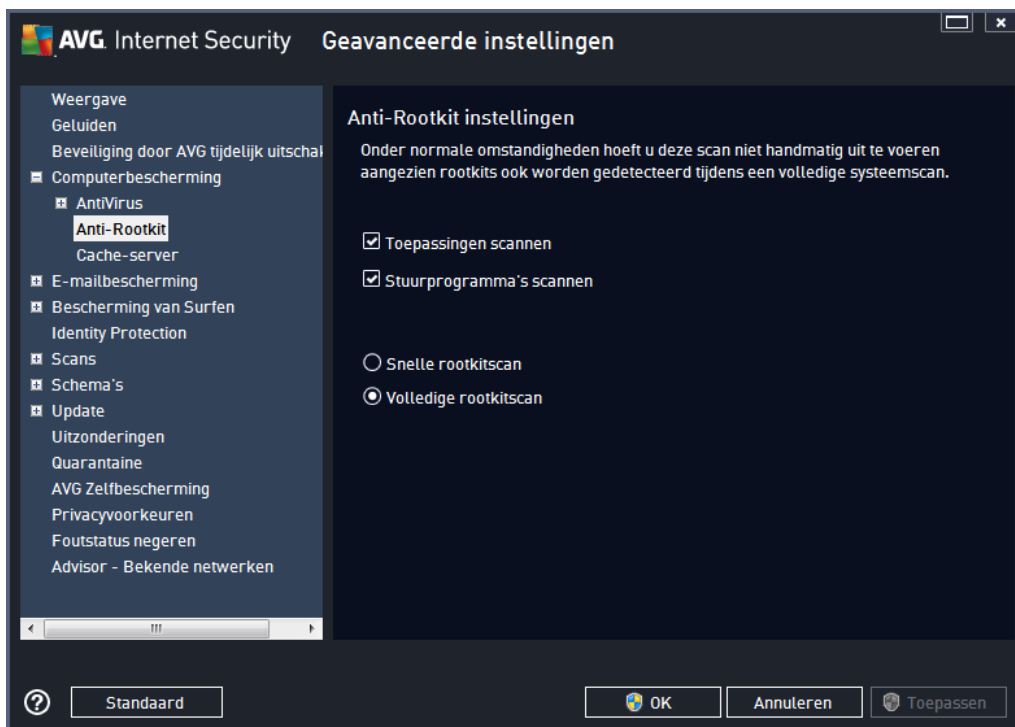 AVG. Internet Security Geavanceerde instellingen
Weergave
Geluiden
Beveiliging door AVG tijdelijk uitschak
Computerbescherming
AntiVirus
Anti-Rootkit
Cache-server
E-mailbescherming
Bescherming van Surfen
Identity Protection
Scans
Schema's
Update
Uitzonderingen
Quarantaine
AVG Zelfbescherming
Privacyvoorkeuren
Foutstatus negeren
Advisor - Bekende netwerken
Anti-Rootkit instellingen
Onder normale omstandigheden hoeft u deze scan niet handmatig uit te voeren
aangezien rootkits ook worden gedetecteerd tijdens een volledige systeemscan.
Toepassingen scannen
Stuurprogramma's scannen
Snelle rootkitscan
Volledige rootkitscan
Standaard
OK
Annuleren
Toepassen